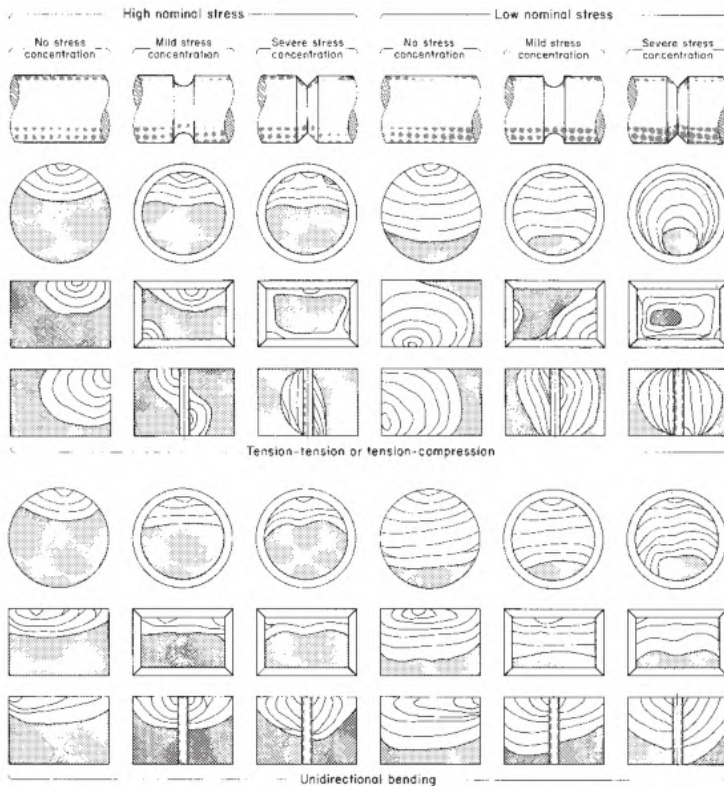 High nominal stress
Low nominal stress
No stress
concentration
Mild stress
concentration
Severe stress
concentration
No stress
concentration
Mild stress
concentration
Severe stress
concentration
Tension-tension or tension-compression
Unidirectional bending